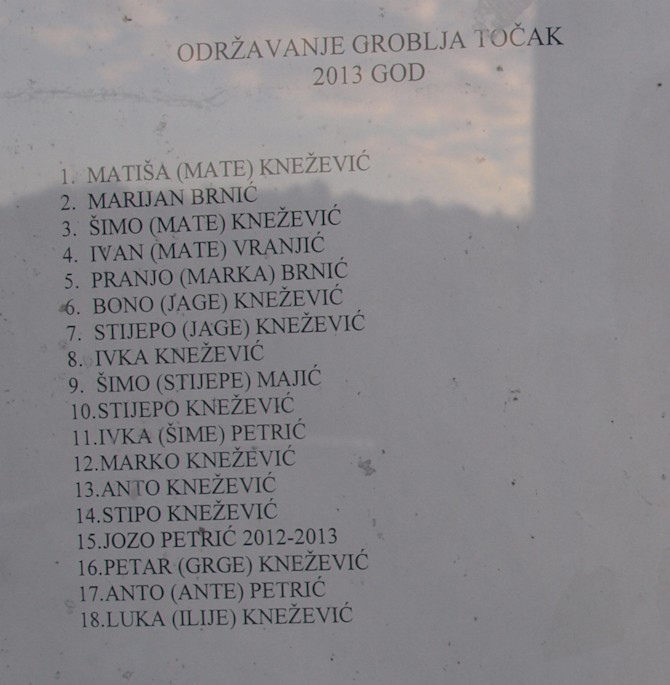 ODRŽAVANJE GROBLJA TOČAK
2013 GOD
1. MATIŠA (MATE) KNEŽEVIĆ
2. MARIJAN BRNIĆ
3. ŠIMO (MATE) KNEŽEVIĆ
4. IVAN (MATE) VRANJIĆ
5. PRANJO (MARKA) BRNIĆ
6. BONO (JAGE) KNEŽEVIĆ
7. STIJEPO (JAGE) KNEŽEVIĆ
8. IVKA KNEŽEVIĆ
9. ŠIMO (STIJEPE) MAJIĆ
10.STIJEPO KNEŽEVIĆ
11.IVKA (ŠIME) PETRIĆ
12.MARKO KNEŽEVIĆ
13.ANTO KNEŽEVIĆ
14.STIPO KNEŽEVIĆ
15.JOZO PETRIĆ 2012-2013
16.PETAR (GRGE) KNEŽEVIĆ
17.ANTO (ANTE) PETRIĆ
18.LUKA (ILIJE) KNEŽEVIĆ